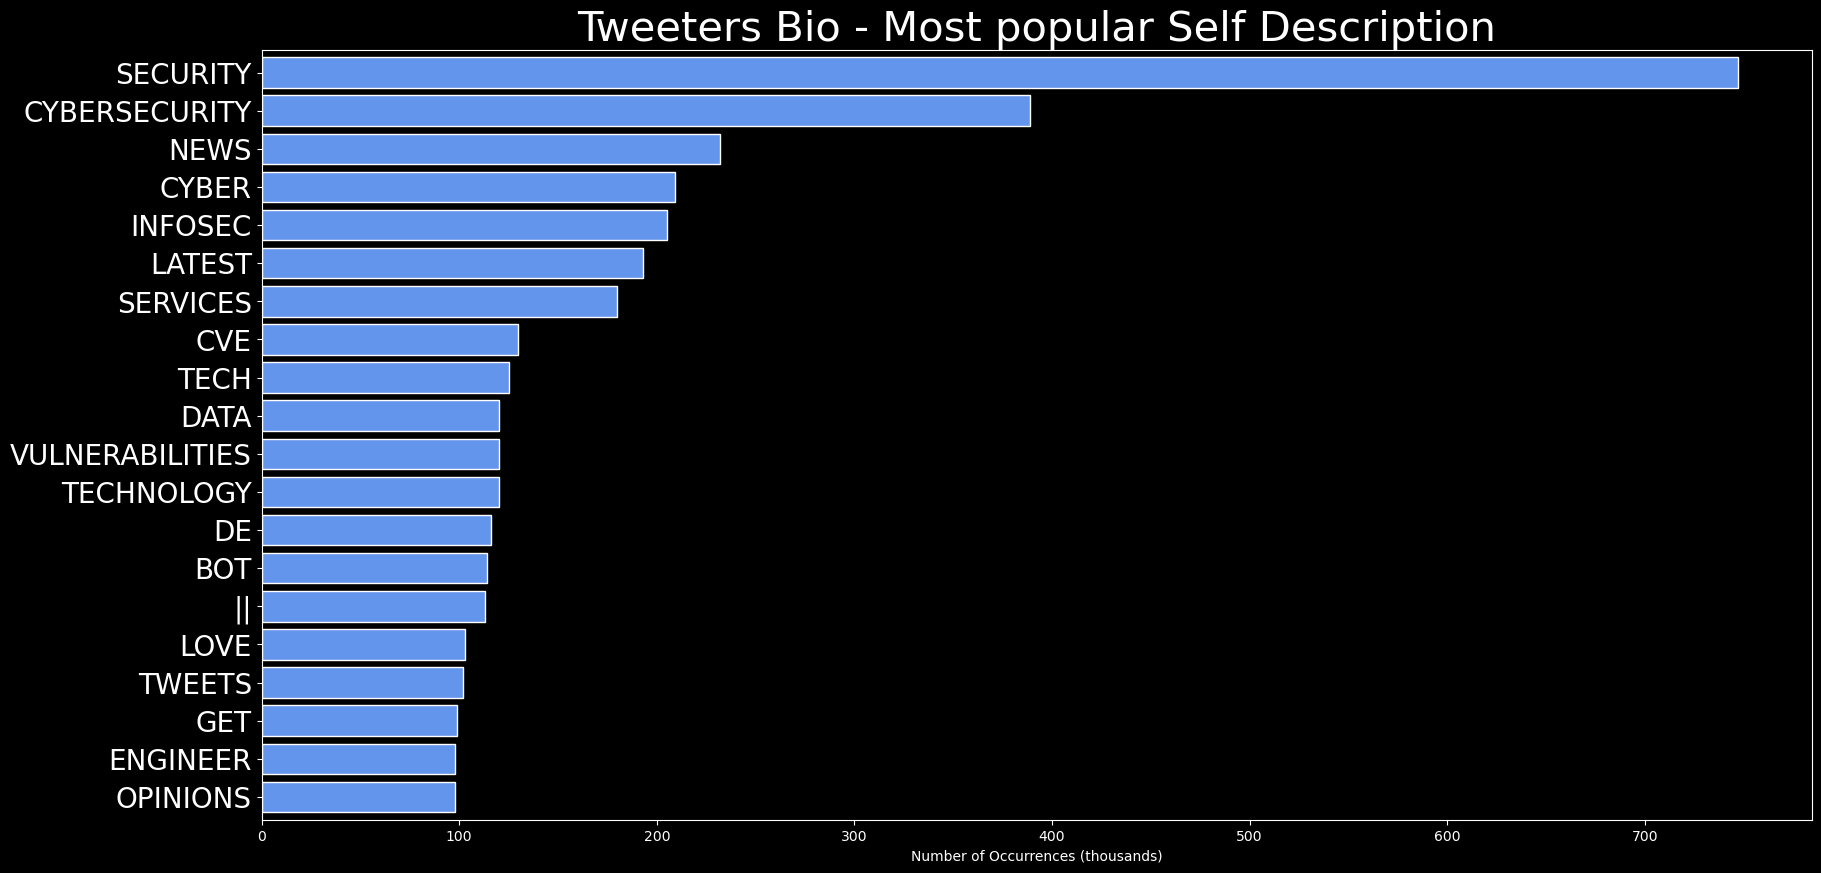 Tweeters Bio - Most popular Self Description
SECURITY
CYBERSECURITY
NEWS
CYBER
INFOSEC
LATEST
SERVICES
CVE
TECH
DATA
VULNERABILITIES
TECHNOLOGY
DE
BOT
||
LOVE
TWEETS
GET
ENGINEER
OPINIONS
0 100 200 300 400 500 600 700
Number of Occurrences (thousands)